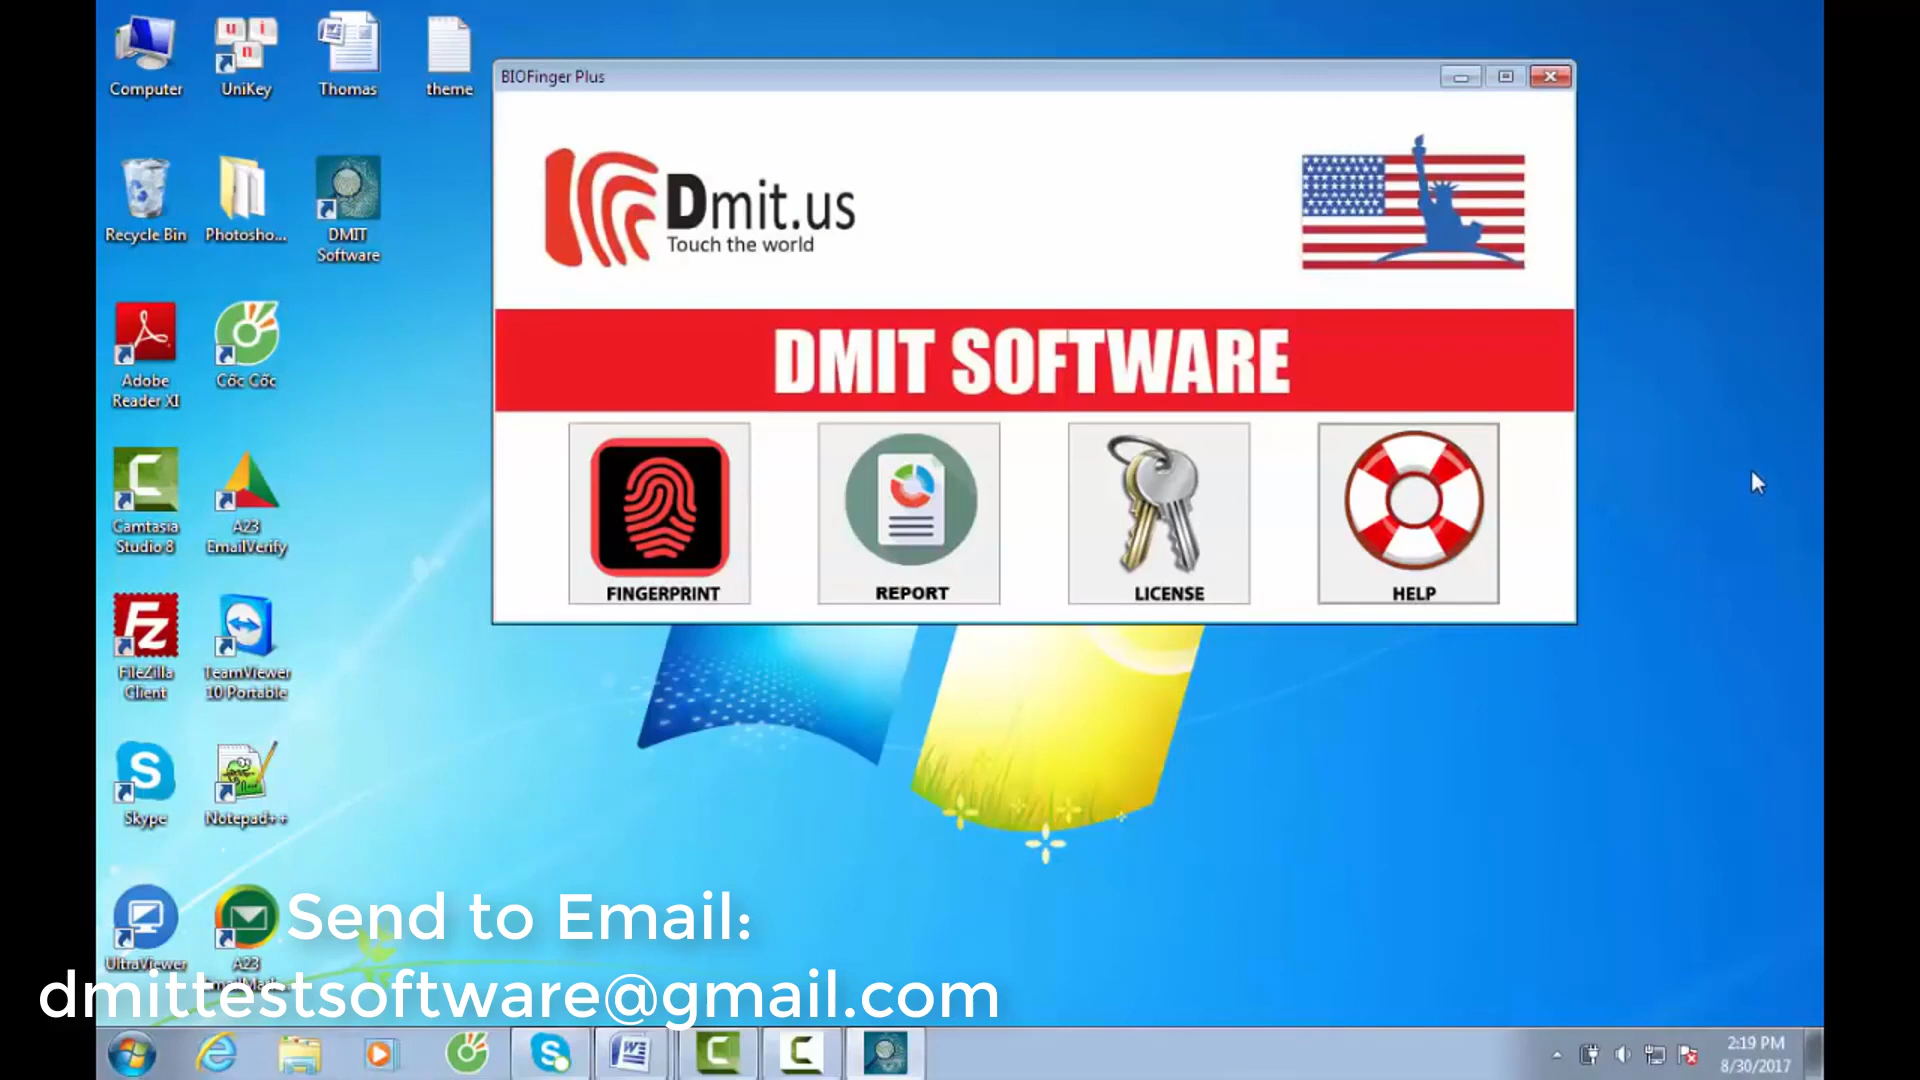 Computer
UniKey
Thomas
theme
BIOFinger Plus
Dmit.us
Touch the world
Recycle Bin
Photosho...
DMIT
Software
DMIT SOFTWARE
Adobe
Reader XI
Cốc Cốc
Camtasia
Studio 8
A23
EmailVerify
FINGERPRINT
REPORT
LICENSE
HELP
FileZilla
Client
TeamViewer
10 Portable
Skype
Notepad++
UltraViewer
A23
Send to Email:
dmittestsoftware@gmail.com
2:19 PM
8/30/2017